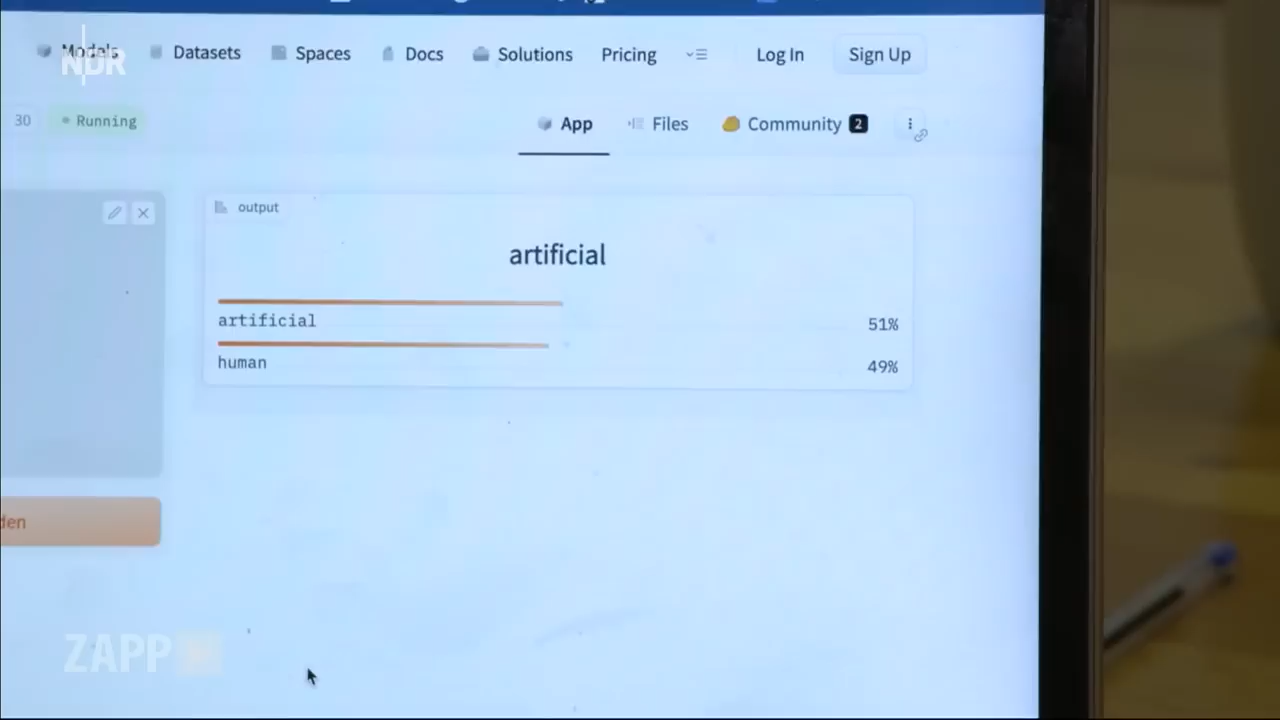 Models Datasets Spaces Docs Solutions Pricing Log In Sign Up
NDR
30 Running App Files Community 2
output
artificial
artificial 51%
human 49%
den
ZAPP